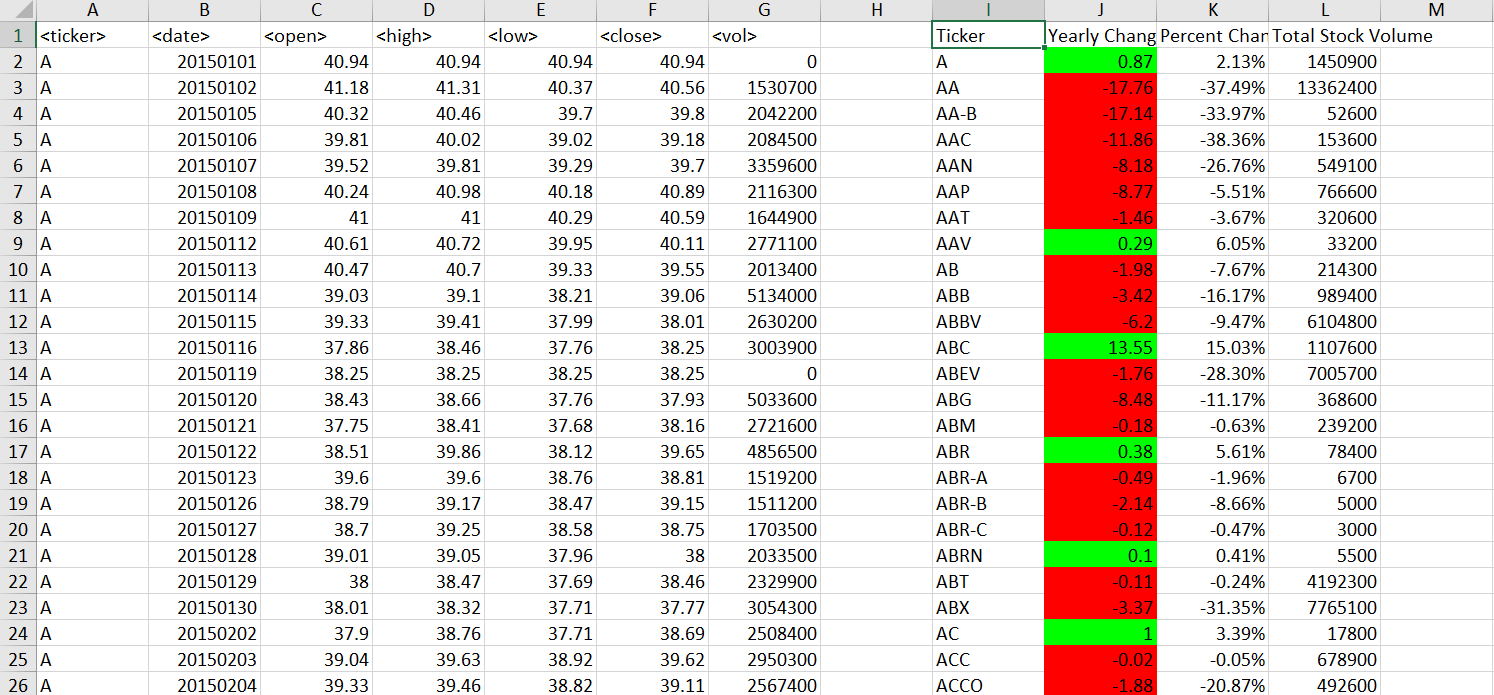 A B C D E F G H I J K L M
1 <ticker> <date> <open> <high> <low> <close> <vol> Ticker Yearly Chang Percent Chan Total Stock Volume
2 A 20150101 40.94 40.94 40.94 40.94 0 A 0.87 2.13% 1450900
3 A 20150102 41.18 41.31 40.37 40.56 1530700 AA -17.76 -37.49% 13362400
4 A 20150105 40.32 40.46 39.7 39.8 2042200 AA-B -17.14 -33.97% 52600
5 A 20150106 39.81 40.02 39.02 39.18 2084500 AAC -11.86 -38.36% 153600
6 A 20150107 39.52 39.81 39.29 39.7 3359600 AAN -8.18 -26.76% 549100
7 A 20150108 40.24 40.98 40.18 40.89 2116300 AAP -8.77 -5.51% 766600
8 A 20150109 41 41 40.29 40.59 1644900 AAT -1.46 -3.67% 320600
9 A 20150112 40.61 40.72 39.95 40.11 2771100 AAV 0.29 6.05% 33200
10 A 20150113 40.47 40.7 39.33 39.55 2013400 AB -1.98 -7.67% 214300
11 A 20150114 39.03 39.1 38.21 39.06 5134000 ABB -3.42 -16.17% 989400
12 A 20150115 39.33 39.41 37.99 38.01 2630200 ABBV -6.2 -9.47% 6104800
13 A 20150116 37.86 38.46 37.76 38.25 3003900 ABC 13.55 15.03% 1107600
14 A 20150119 38.25 38.25 38.25 38.25 0 ABEV -1.76 -28.30% 7005700
15 A 20150120 38.43 38.66 37.76 37.93 5033600 ABG -8.48 -11.17% 368600
16 A 20150121 37.75 38.41 37.68 38.16 2721600 ABM -0.18 -0.63% 239200
17 A 20150122 38.51 39.86 38.12 39.65 4856500 ABR 0.38 5.61% 78400
18 A 20150123 39.6 39.6 38.76 38.81 1519200 ABR-A -0.49 -1.96% 6700
19 A 20150126 38.79 39.17 38.47 39.15 1511200 ABR-B -2.14 -8.66% 5000
20 A 20150127 38.7 39.25 38.58 38.75 1703500 ABR-C -0.12 -0.47% 3000
21 A 20150128 39.01 39.05 37.96 38 2033500 ABRN 0.1 0.41% 5500
22 A 20150129 38 38.47 37.69 38.46 2329900 ABT -0.11 -0.24% 4192300
23 A 20150130 38.01 38.32 37.71 37.77 3054300 ABX -3.37 -31.35% 7765100
24 A 20150202 37.9 38.76 37.71 38.69 2508400 AC 1 3.39% 17800
25 A 20150203 39.04 39.63 38.92 39.62 2950300 ACC -0.02 -0.05% 678900
26 A 20150204 39.33 39.46 38.82 39.11 2567400 ACCO -1.88 -20.87% 492600